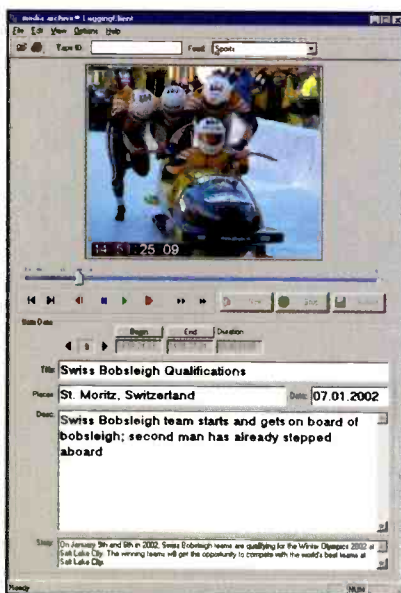 media archive® LoggingClient
File Edit View Options Help
Tape ID: Feed: Sports
14:51:25 09
Begin End Duration
9
Title: Swiss Bobsleigh Qualifications
Places: St. Moritz, Switzerland Date: 07.01.2002
Desc: Swiss Bobsleigh team starts and gets on board of
bobsleigh; second man has already stepped
aboard
Story: On January 5th and 6th in 2002, Swiss Bobsleigh teams are qualifying for the Winter Olympics 2002 at
Salt Lake City. The winning teams will get the opportunity to compete with the world's best teams at
Salt Lake City.
Ready NUM